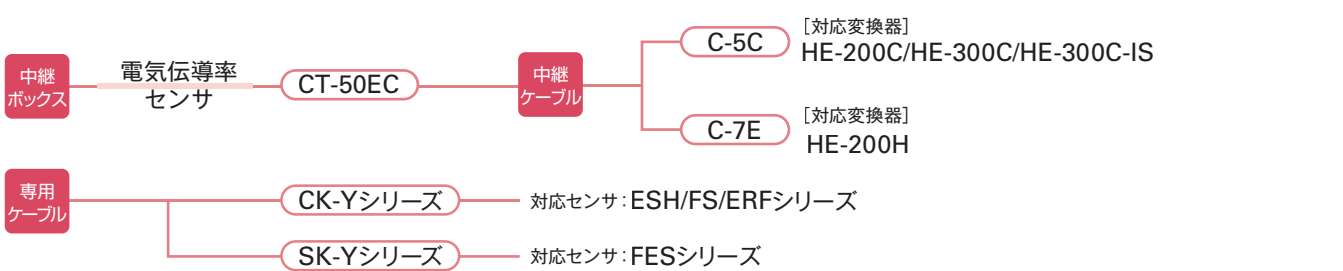 中継
ボックス
電気伝導率
センサ
CT-50EC
中継
ケーブル
C-5C
［対応変換器］
HE-200C/HE-300C/HE-300C-IS
C-7E
［対応変換器］
HE-200H
専用
ケーブル
CK-Yシリーズ
対応センサ：ESH/FS/ERFシリーズ
SK-Yシリーズ
対応センサ：FESシリーズ